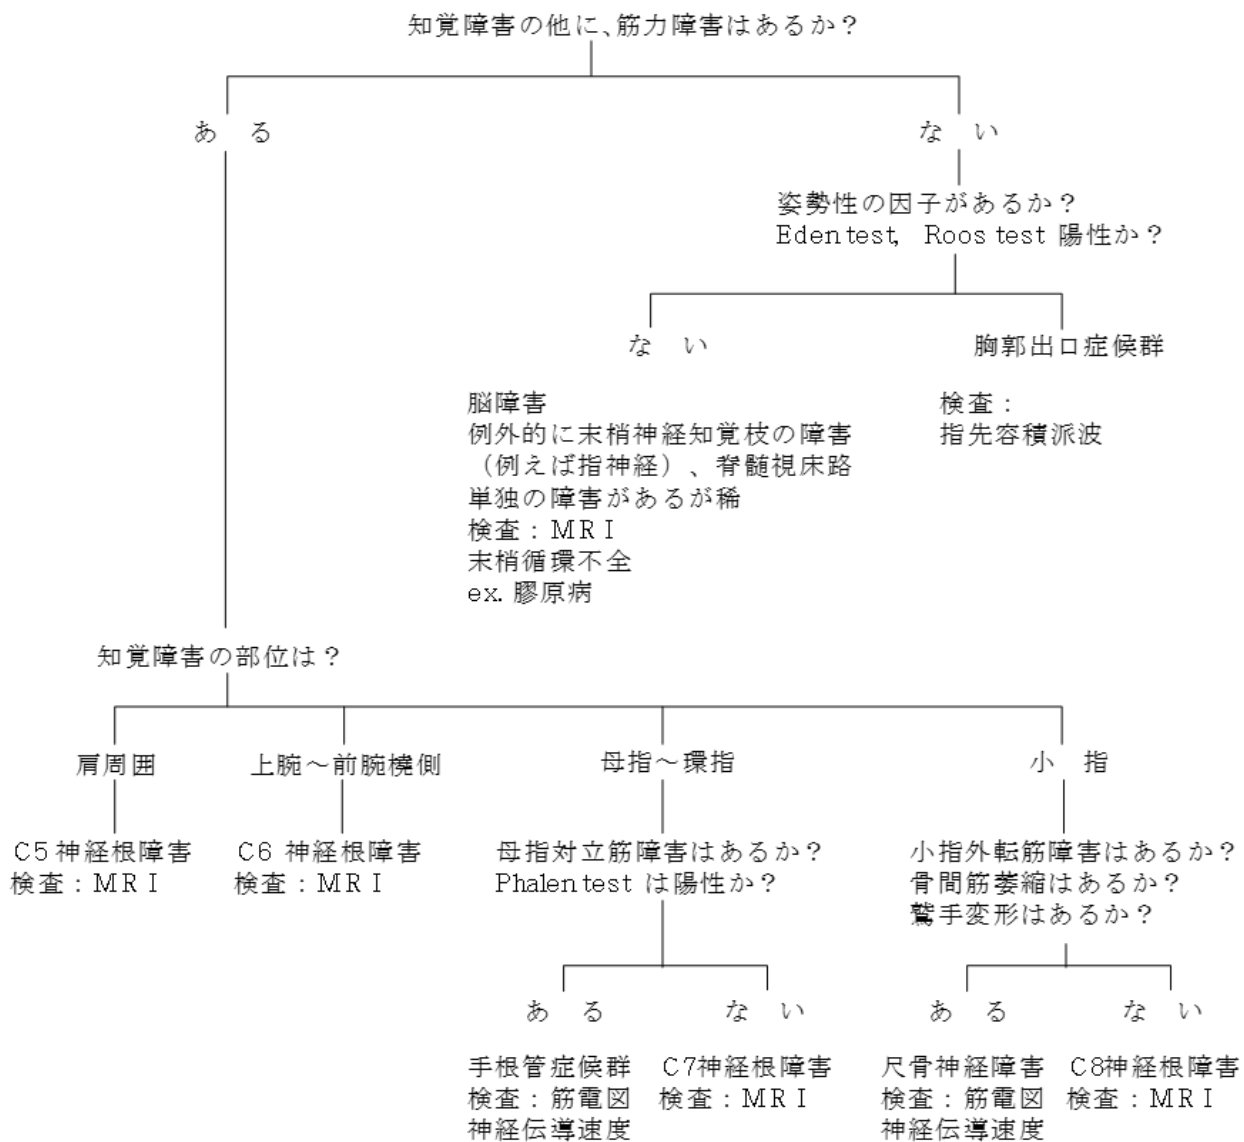 知覚障害の他に、筋力障害はあるか？
ある
ない
姿勢性の因子があるか？
Eden test, Roos test 陽性か？
ない
胸郭出口症候群
脳障害
例外的に末梢神経知覚枝の障害
（例えば指神経）、脊髄視床路
単独の障害があるが稀
検査：MRI
末梢循環不全
ex. 膠原病
検査：
指先容積派波
知覚障害の部位は？
肩周囲
上腕～前腕橈側
母指～環指
小指
C5神経根障害
検査：MRI
C6 神経根障害
検査：MRI
母指対立筋障害はあるか？
Phalen test は陽性か？
小指外転筋障害はあるか？
骨間筋萎縮はあるか？
鷲手変形はあるか？
ある
ない
ある
ない
手根管症候群
検査：筋電図
神経伝導速度
C7神経根障害
検査：MRI
尺骨神経障害
検査：筋電図
神経伝導速度
C8神経根障害
検査：MRI